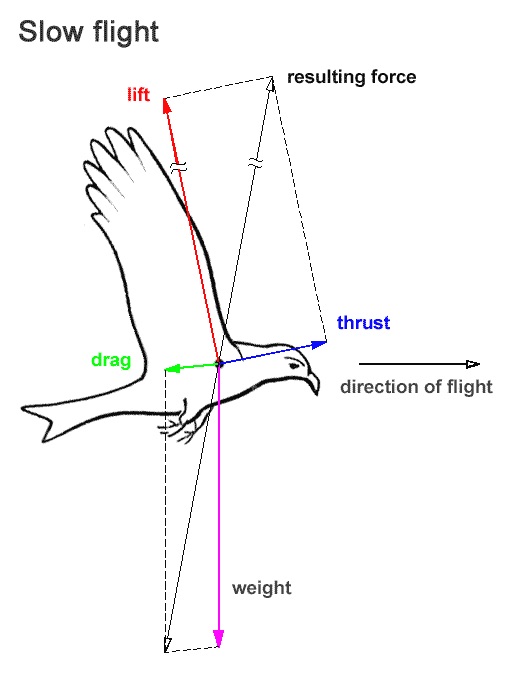 Slow flight
lift
resulting force
thrust
drag
direction of flight
weight